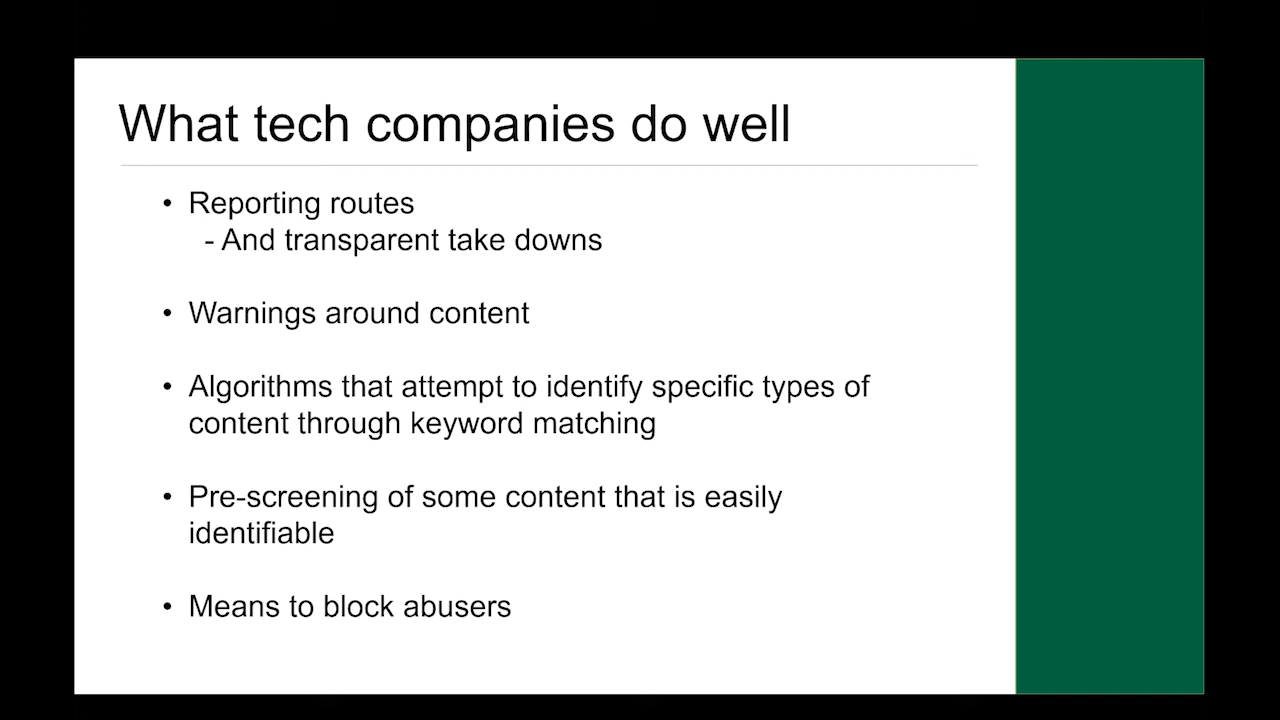 What tech companies do well
• Reporting routes
- And transparent take downs
• Warnings around content
• Algorithms that attempt to identify specific types of
content through keyword matching
• Pre-screening of some content that is easily
identifiable
• Means to block abusers